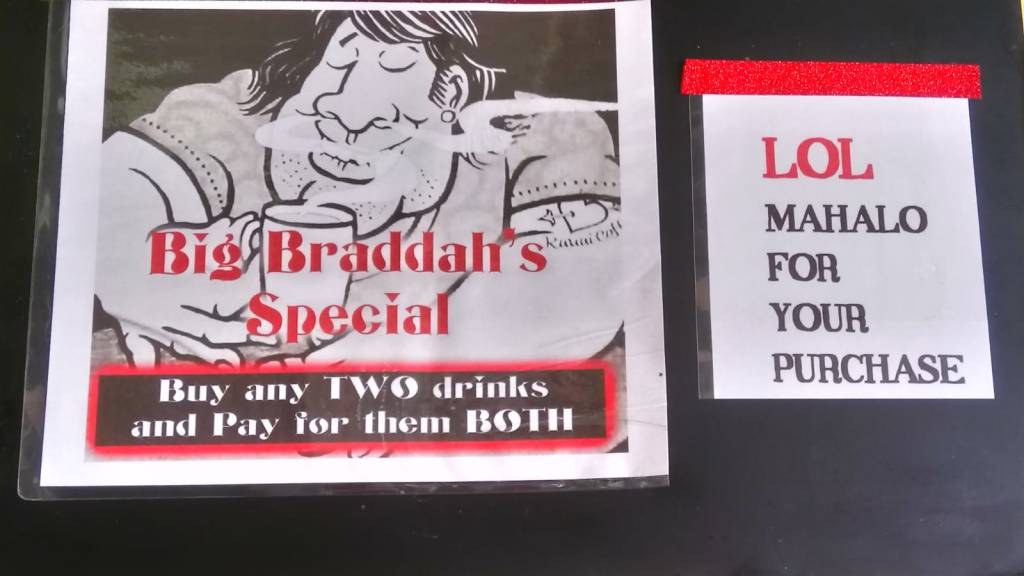 Big Braddah's
Special
Buy any TWO drinks
and Pay for them BOTH
LOL
MAHALO
FOR
YOUR
PURCHASE